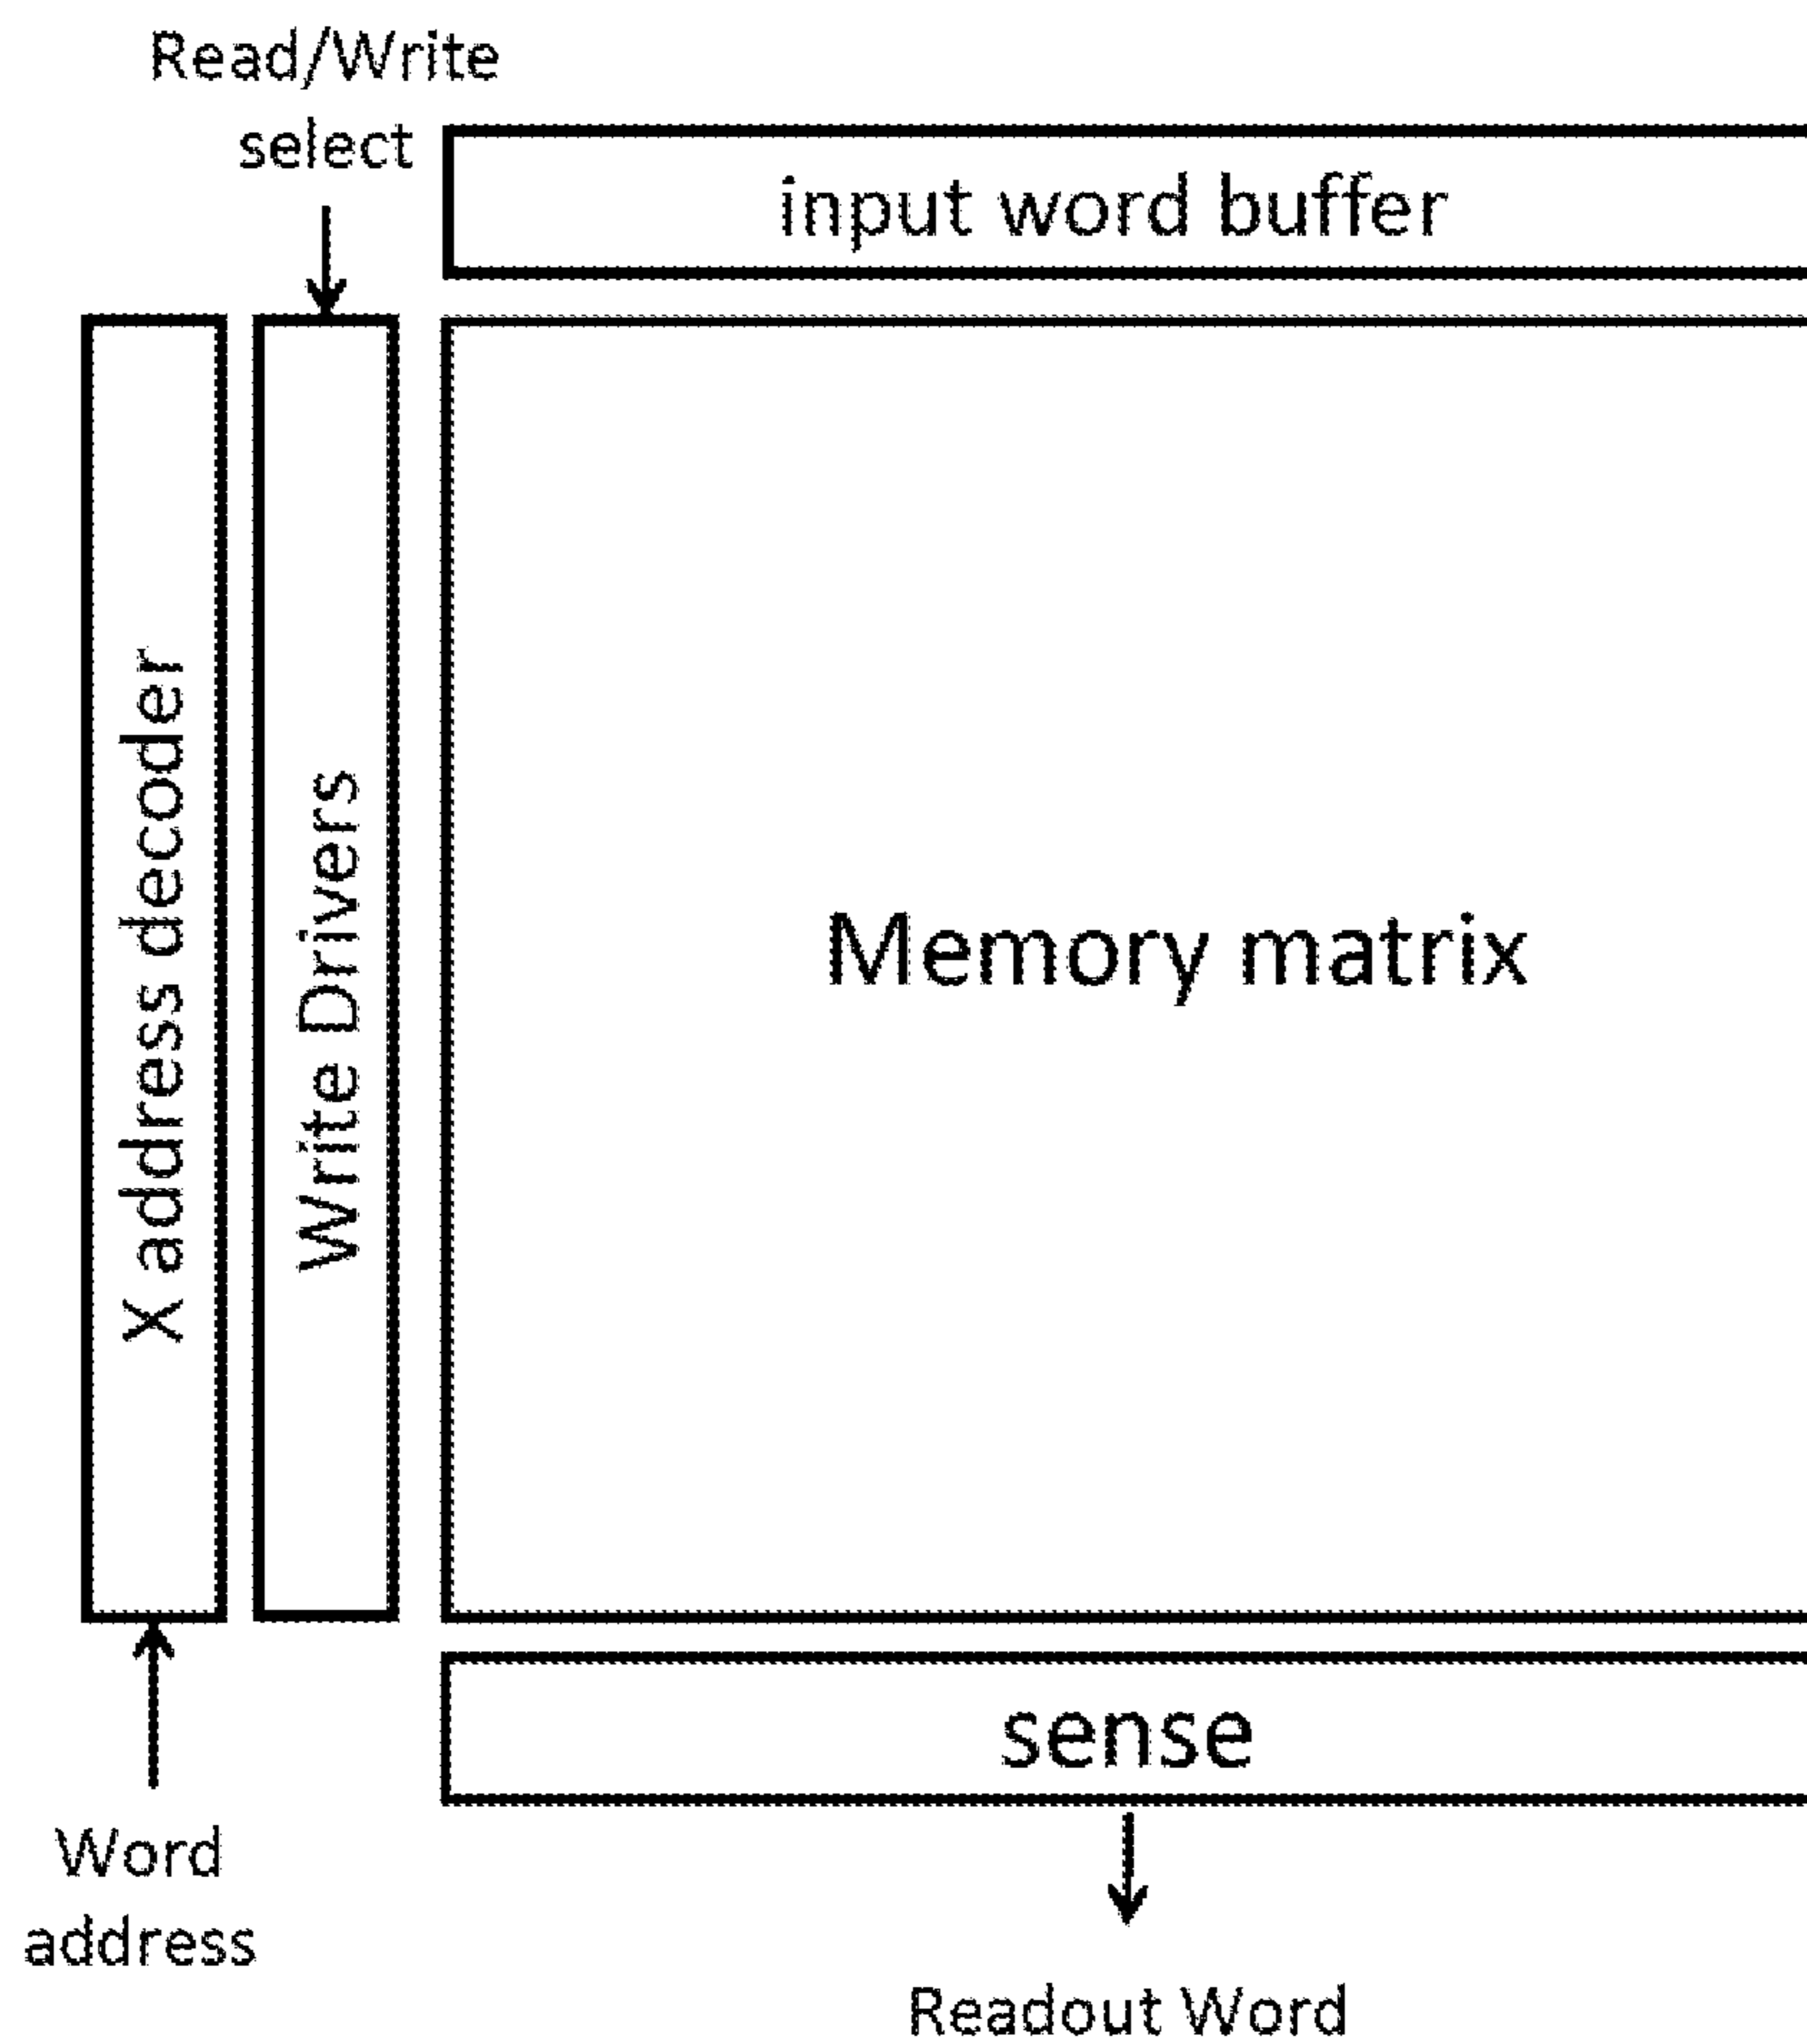 Read/Write
select
input word buffer
X address decoder
Write Drivers
Memory matrix
sense
Word
address
Readout Word